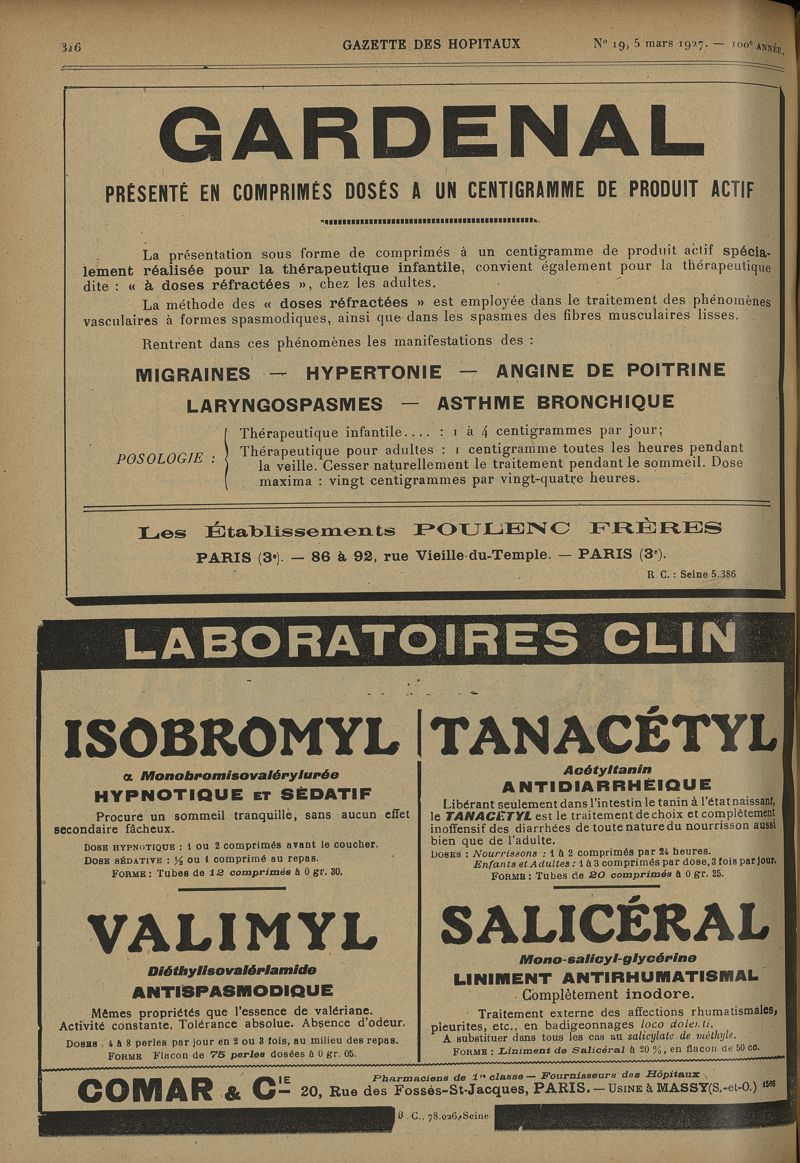 326
GAZETTE DES HOPITAUX
N° 19, 5 mars 1927. — 100e ANNÉE.
GARDENAL
PRÉSENTÉ EN COMPRIMÉS DOSÉS A UN CENTIGRAMME DE PRODUIT ACTIF
La présentation sous forme de comprimés à un centigramme de produit actif spécia-
lement réalisée pour la thérapeutique infantile, convient également pour la thérapeutique
dite : « à doses réfractées », chez les adultes.
La méthode des « doses réfractées » est employée dans le traitement des phénomènes
vasculaires à formes spasmodiques, ainsi que dans les spasmes des fibres musculaires lisses.
Rentrent dans ces phénomènes les manifestations des :
MIGRAINES — HYPERTONIE — ANGINE DE POITRINE
LARYNGOSPASMES — ASTHME BRONCHIQUE
POSOLOGIE :
Thérapeutique infantile.... : 1 à 4 centigrammes par jour;
Thérapeutique pour adultes : 1 centigramme toutes les heures pendant
la veille. Cesser naturellement le traitement pendant le sommeil. Dose
maxima : vingt centigrammes par vingt-quatre heures.
Les Établissements POULENC FRÈRES
PARIS (3e). — 86 à 92, rue Vieille-du-Temple. — PARIS (3e).
R C. : Seine 5.386
LABORATOIRES CLIN
ISOBROMYL
α Monobromisovalérylurée
HYPNOTIQUE ET SÉDATIF
Procure un sommeil tranquille, sans aucun effet
secondaire fâcheux.
DOSE HYPNOTIQUE : 1 ou 2 comprimés avant le coucher.
DOSE SÉDATIVE : ½ ou 1 comprimé au repas.
FORME : Tubes de 12 comprimés à 0 gr. 30.
VALIMYL
Diéthylisovalériamide
ANTISPASMODIQUE
Mêmes propriétés que l'essence de valériane.
Activité constante. Tolérance absolue. Absence d'odeur.
DOSES . 4 à 8 perles par jour en 2 ou 3 fois, au milieu des repas.
FORME Flacon de 75 perles dosées à 0 gr. 05.
TANACÉTYL
Acétyltanin
ANTIDIARRHÉIQUE
Libérant seulement dans l'intestin le tanin à l'état naissant,
le TANACÉTYL est le traitement de choix et complètement
inoffensif des diarrhées de toute nature du nourrisson aussi
bien que de l'adulte.
DOSES : Nourrissons : 1 à 2 comprimés par 24 heures.
Enfants et Adultes : 1 à 3 comprimés par dose, 3 fois par jour.
FORME : Tubes de 20 comprimés à 0 gr. 25.
SALICÉRAL
Mono-salicyl-glycérine
LINIMENT ANTIRHUMATISMAL
Complètement inodore.
Traitement externe des affections rhumatismales,
pleurites, etc., en badigeonnages loco dolenti.
A substituer dans tous les cas au salicylate de méthyle.
FORME : Liniment de Salicéral à 20 %, en flacon de 50 cc.
COMAR & CIE
Pharmaciens de 1re classe — Fournisseurs des Hôpitaux
20, Rue des Fossés-St-Jacques, PARIS. — USINE à MASSY (S.-et-O.) 1566
C., 78.026, Seine